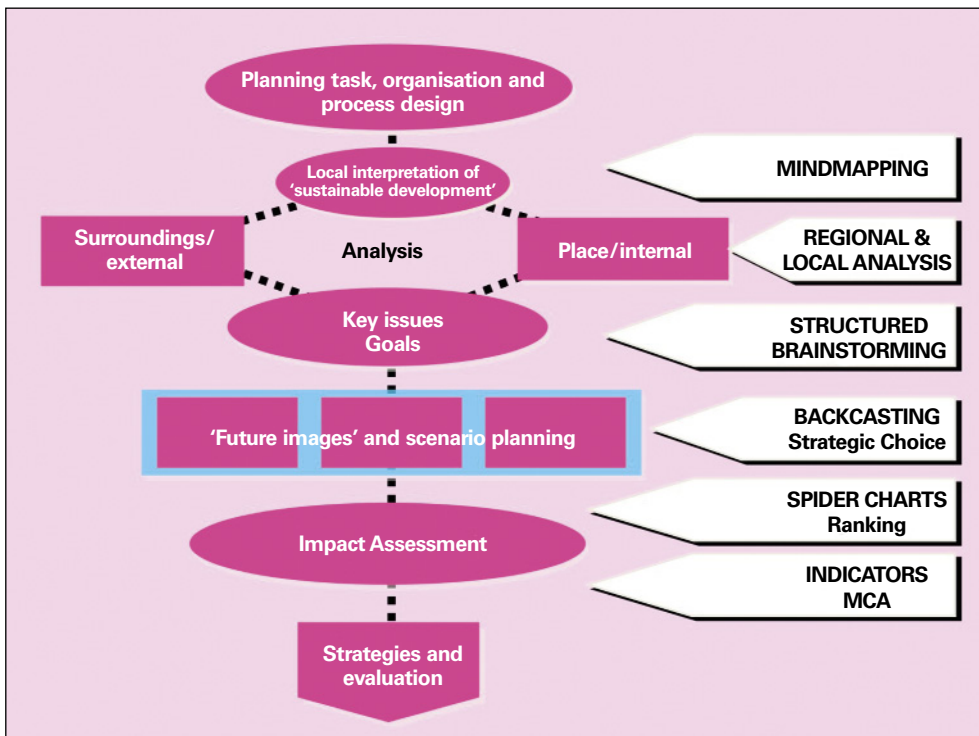 Planning task, organisation and
process design
Local interpretation of
‘sustainable development’
MINDMAPPING
Surroundings/
external
Analysis
Place/internal
REGIONAL &
LOCAL ANALYSIS
Key issues
Goals
STRUCTURED
BRAINSTORMING
‘Future images’ and scenario planning
BACKCASTING
Strategic Choice
SPIDER CHARTS
Ranking
Impact Assessment
INDICATORS
MCA
Strategies and
evaluation